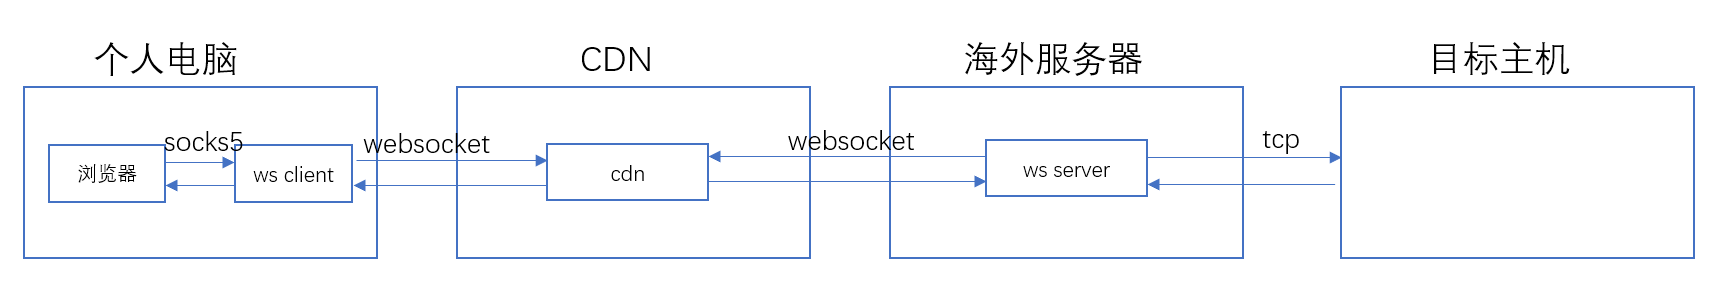 个人电脑
CDN
海外服务器
目标主机
socks5
websocket
websocket
tcp
浏览器
ws client
cdn
ws server